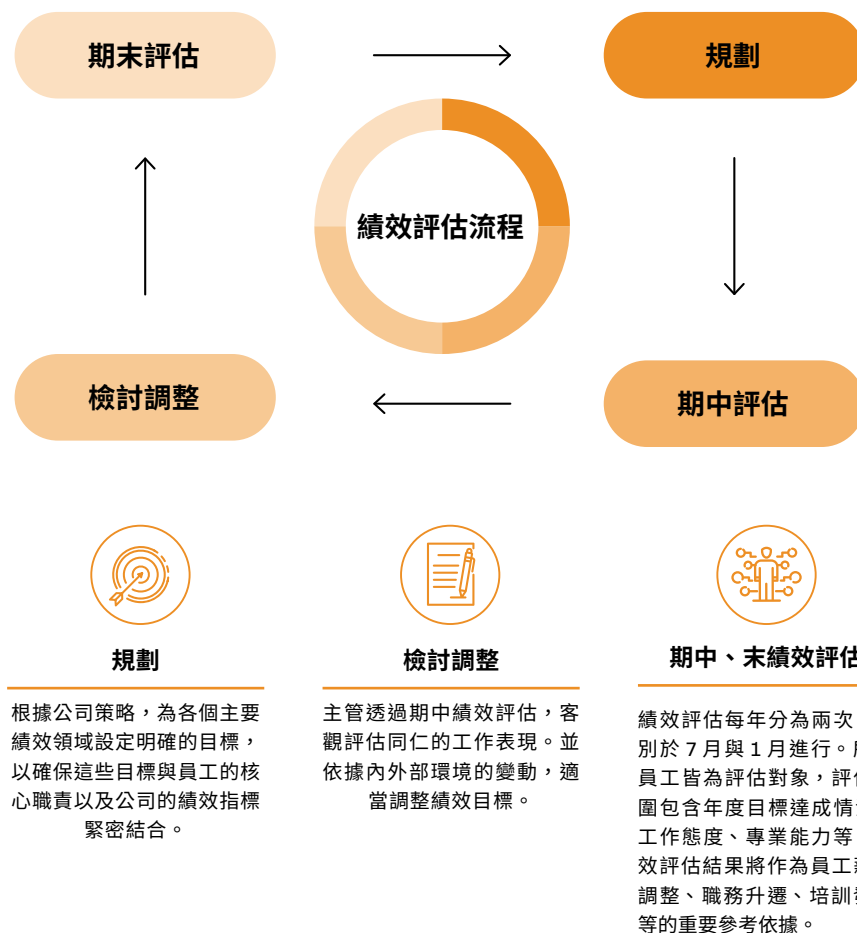 期末評估
規劃
績效評估流程
檢討調整
期中評估
規劃
根據公司策略，為各個主要
績效領域設定明確的目標，
以確保這些目標與員工的核
心職責以及公司的績效指標
緊密結合。
檢討調整
主管透過期中績效評估，客
觀評估同仁的工作表現。並
依據內外部環境的變動，適
當調整績效目標。
期中、末績效評估
績效評估每年分為兩次
別於 7 月與 1 月進行。
員工皆為評估對象，評
圍包含年度目標達成情
工作態度、專業能力等
效評估結果將作為員工
調整、職務升遷、培訓
等的重要參考依據。